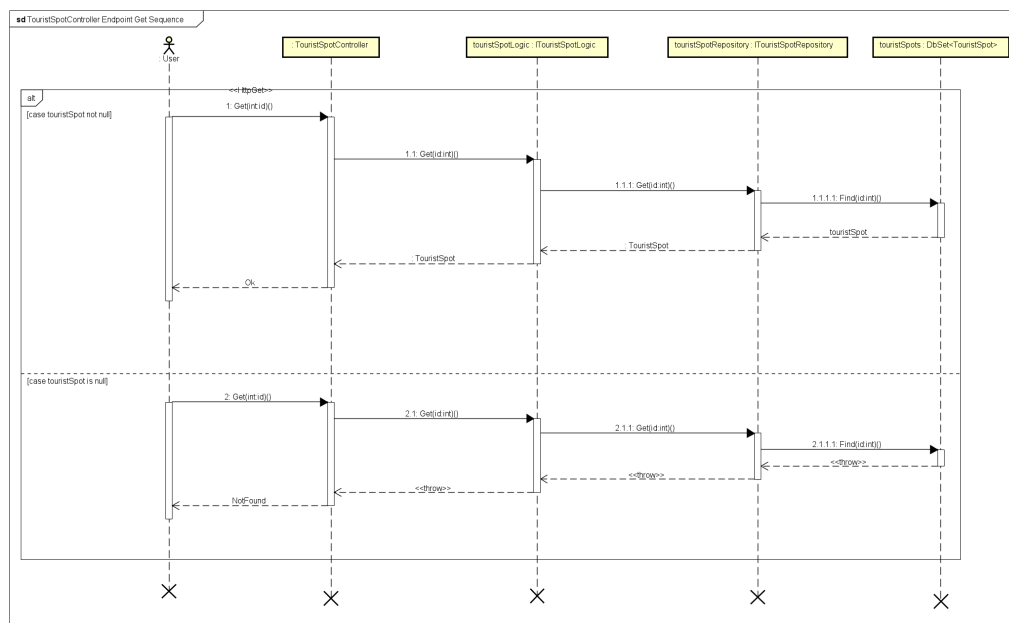 sd TouristSpotController Endpoint Get Sequence
: User
: TouristSpotController
touristSpotLogic : ITouristSpotLogic
touristSpotRepository : ITouristSpotRepository
touristSpots : DbSet<TouristSpot>
alt
[case touristSpot not null]
<<HttpGet>>
1: Get(int:id)()
1.1: Get(id:int)()
1.1.1: Get(id:int)()
1.1.1.1: Find(id:int)()
touristSpot
: TouristSpot
: TouristSpot
Ok
[case touristSpot is null]
2: Get(int:id)()
2.1: Get(id:int)()
2.1.1: Get(id:int)()
2.1.1.1: Find(id:int)()
<<throw>>
<<throw>>
<<throw>>
NotFound